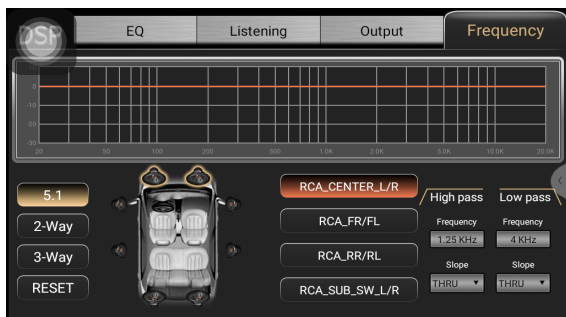 DSP
EQ
Listening
Output
Frequency
10
0
-10
-20
-30
20
50
100
200
500
1.0K
2.0K
5.0K
10.0K
20.0K
5.1
2-Way
3-Way
RESET
RCA_CENTER_L/R
RCA_FR/FL
RCA_RR/RL
RCA_SUB_SW_L/R
High pass
Low pass
Frequency
Frequency
1.25 KHz
4 KHz
Slope
Slope
THRU
THRU